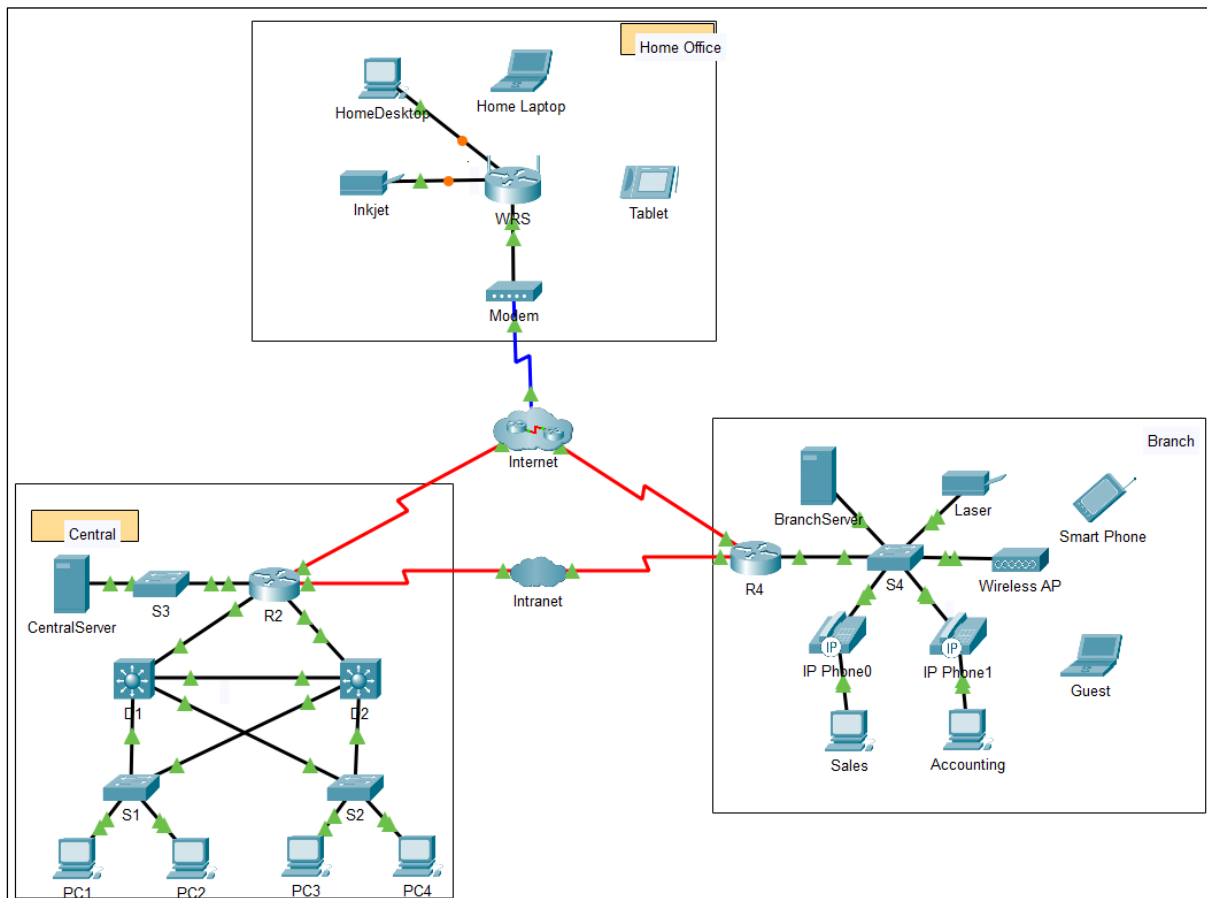 Home Office
HomeDesktop
Home Laptop
Inkjet
WRS
Tablet
Modem
Internet
Branch
BranchServer
Laser
Smart Phone
Central
CentralServer
S3
R2
Intranet
R4
S4
Wireless AP
IP
IP
IP Phone0
IP Phone1
Guest
D1
D2
Sales
Accounting
S1
S2
PC1
PC2
PC3
PC4